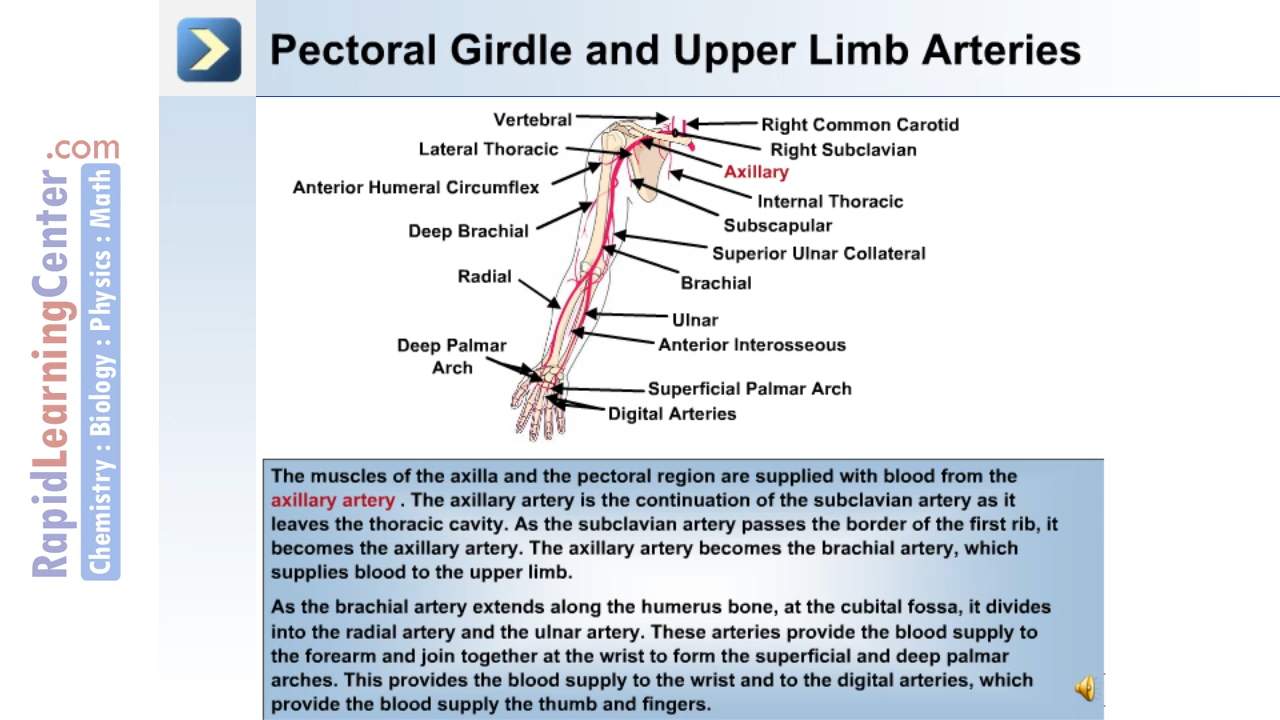 Pectoral Girdle and Upper Limb Arteries
RapidLearningCenter.com
Chemistry : Biology : Physics : Math
Vertebral
Right Common Carotid
Lateral Thoracic
Right Subclavian
Axillary
Anterior Humeral Circumflex
Internal Thoracic
Subscapular
Deep Brachial
Superior Ulnar Collateral
Radial
Brachial
Ulnar
Deep Palmar
Arch
Anterior Interosseous
Superficial Palmar Arch
Digital Arteries
The muscles of the axilla and the pectoral region are supplied with blood from the
axillary artery . The axillary artery is the continuation of the subclavian artery as it
leaves the thoracic cavity. As the subclavian artery passes the border of the first rib, it
becomes the axillary artery. The axillary artery becomes the brachial artery, which
supplies blood to the upper limb.
As the brachial artery extends along the humerus bone, at the cubital fossa, it divides
into the radial artery and the ulnar artery. These arteries provide the blood supply to
the forearm and join together at the wrist to form the superficial and deep palmar
arches. This provides the blood supply to the wrist and to the digital arteries, which
provide the blood supply the thumb and fingers.